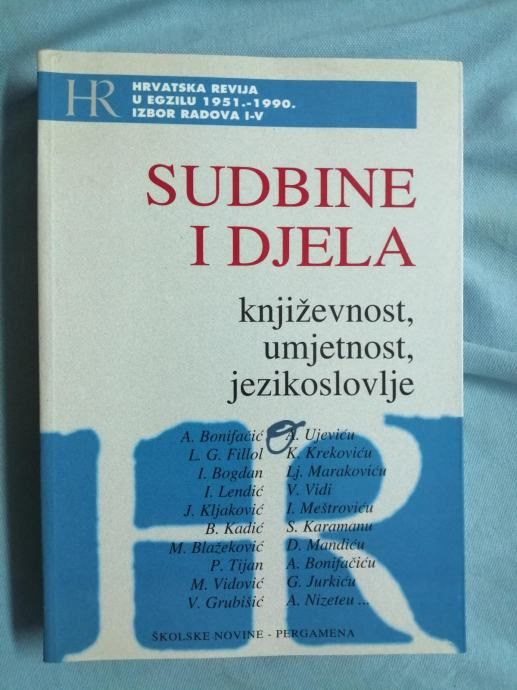 HR
HRVATSKA REVIJA
U EGZILU 1951.-1990.
IZBOR RADOVA I-V
SUDBINE
I DJELA
književnost,
umjetnost,
jezikoslovlje
A. Bonifačić o A. Ujeviću
L. G. Fillol K. Krekoviću
I. Bogdan Lj. Marakoviću
I. Lendić V. Vidi
J. Kljaković I. Meštroviću
B. Kadić S. Karamanu
M. Blažeković D. Mandiću
P. Tijan A. Bonifačiću
M. Vidović G. Jurkiću
V. Grubišić A. Nizeteu ...
HR
ŠKOLSKE NOVINE - PERGAMENA